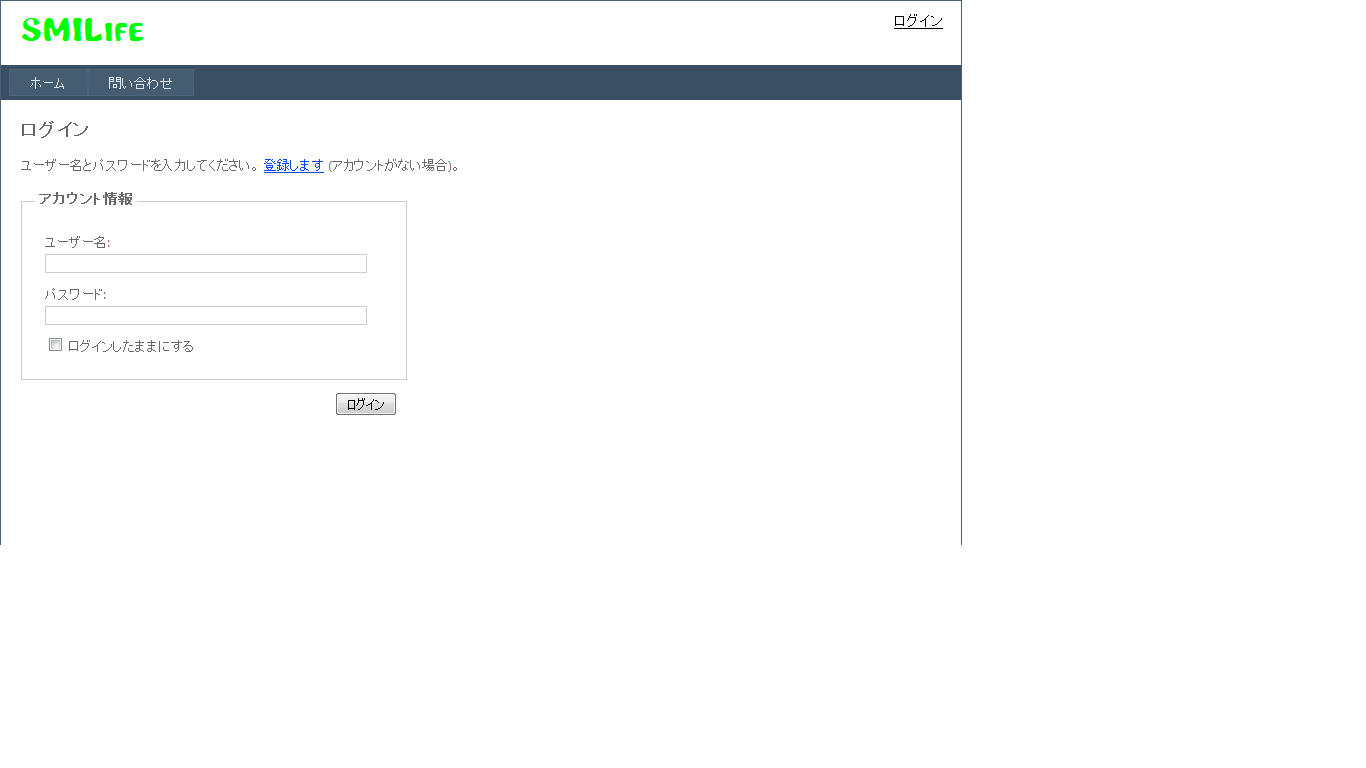 SMILIFE
ログイン
ホーム 問い合わせ
ログイン
ユーザー名とパスワードを入力してください。 登録します (アカウントがない場合)。
アカウント情報
ユーザー名:
パスワード:
ログインしたままにする
ログイン